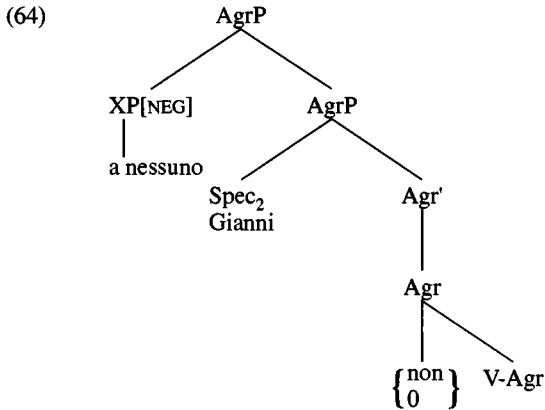 (64) AgrP
XP[NEG] AgrP
a nessuno
Spec₂ Agr'
Gianni
Agr
{non V-Agr
0}